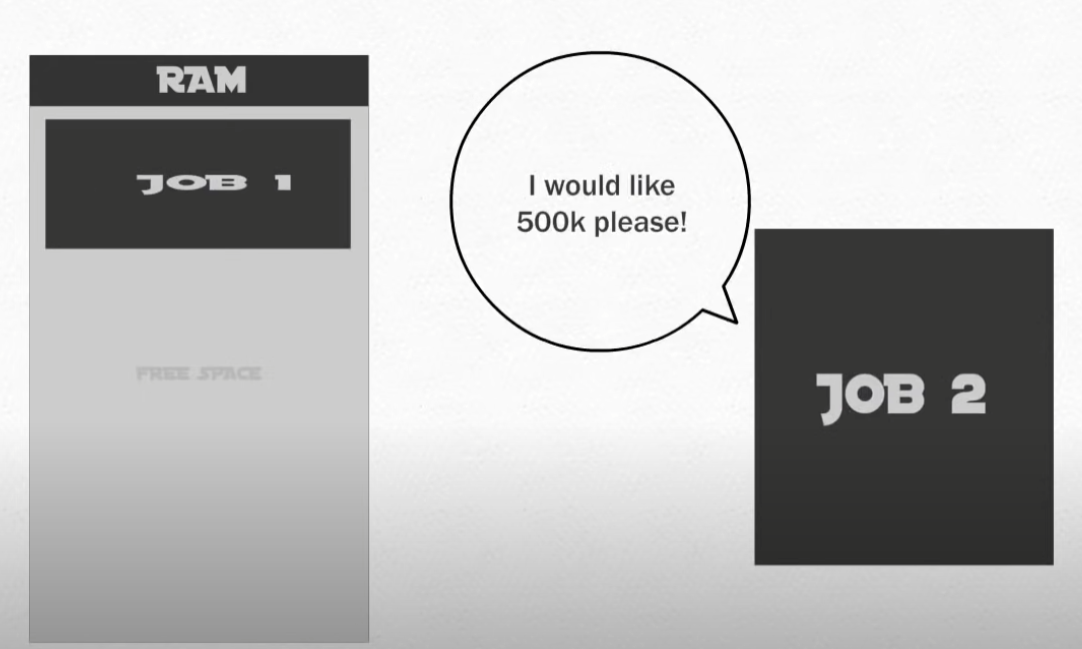 RAM
JOB 1
FREE SPACE
I would like
500k please!
JOB 2